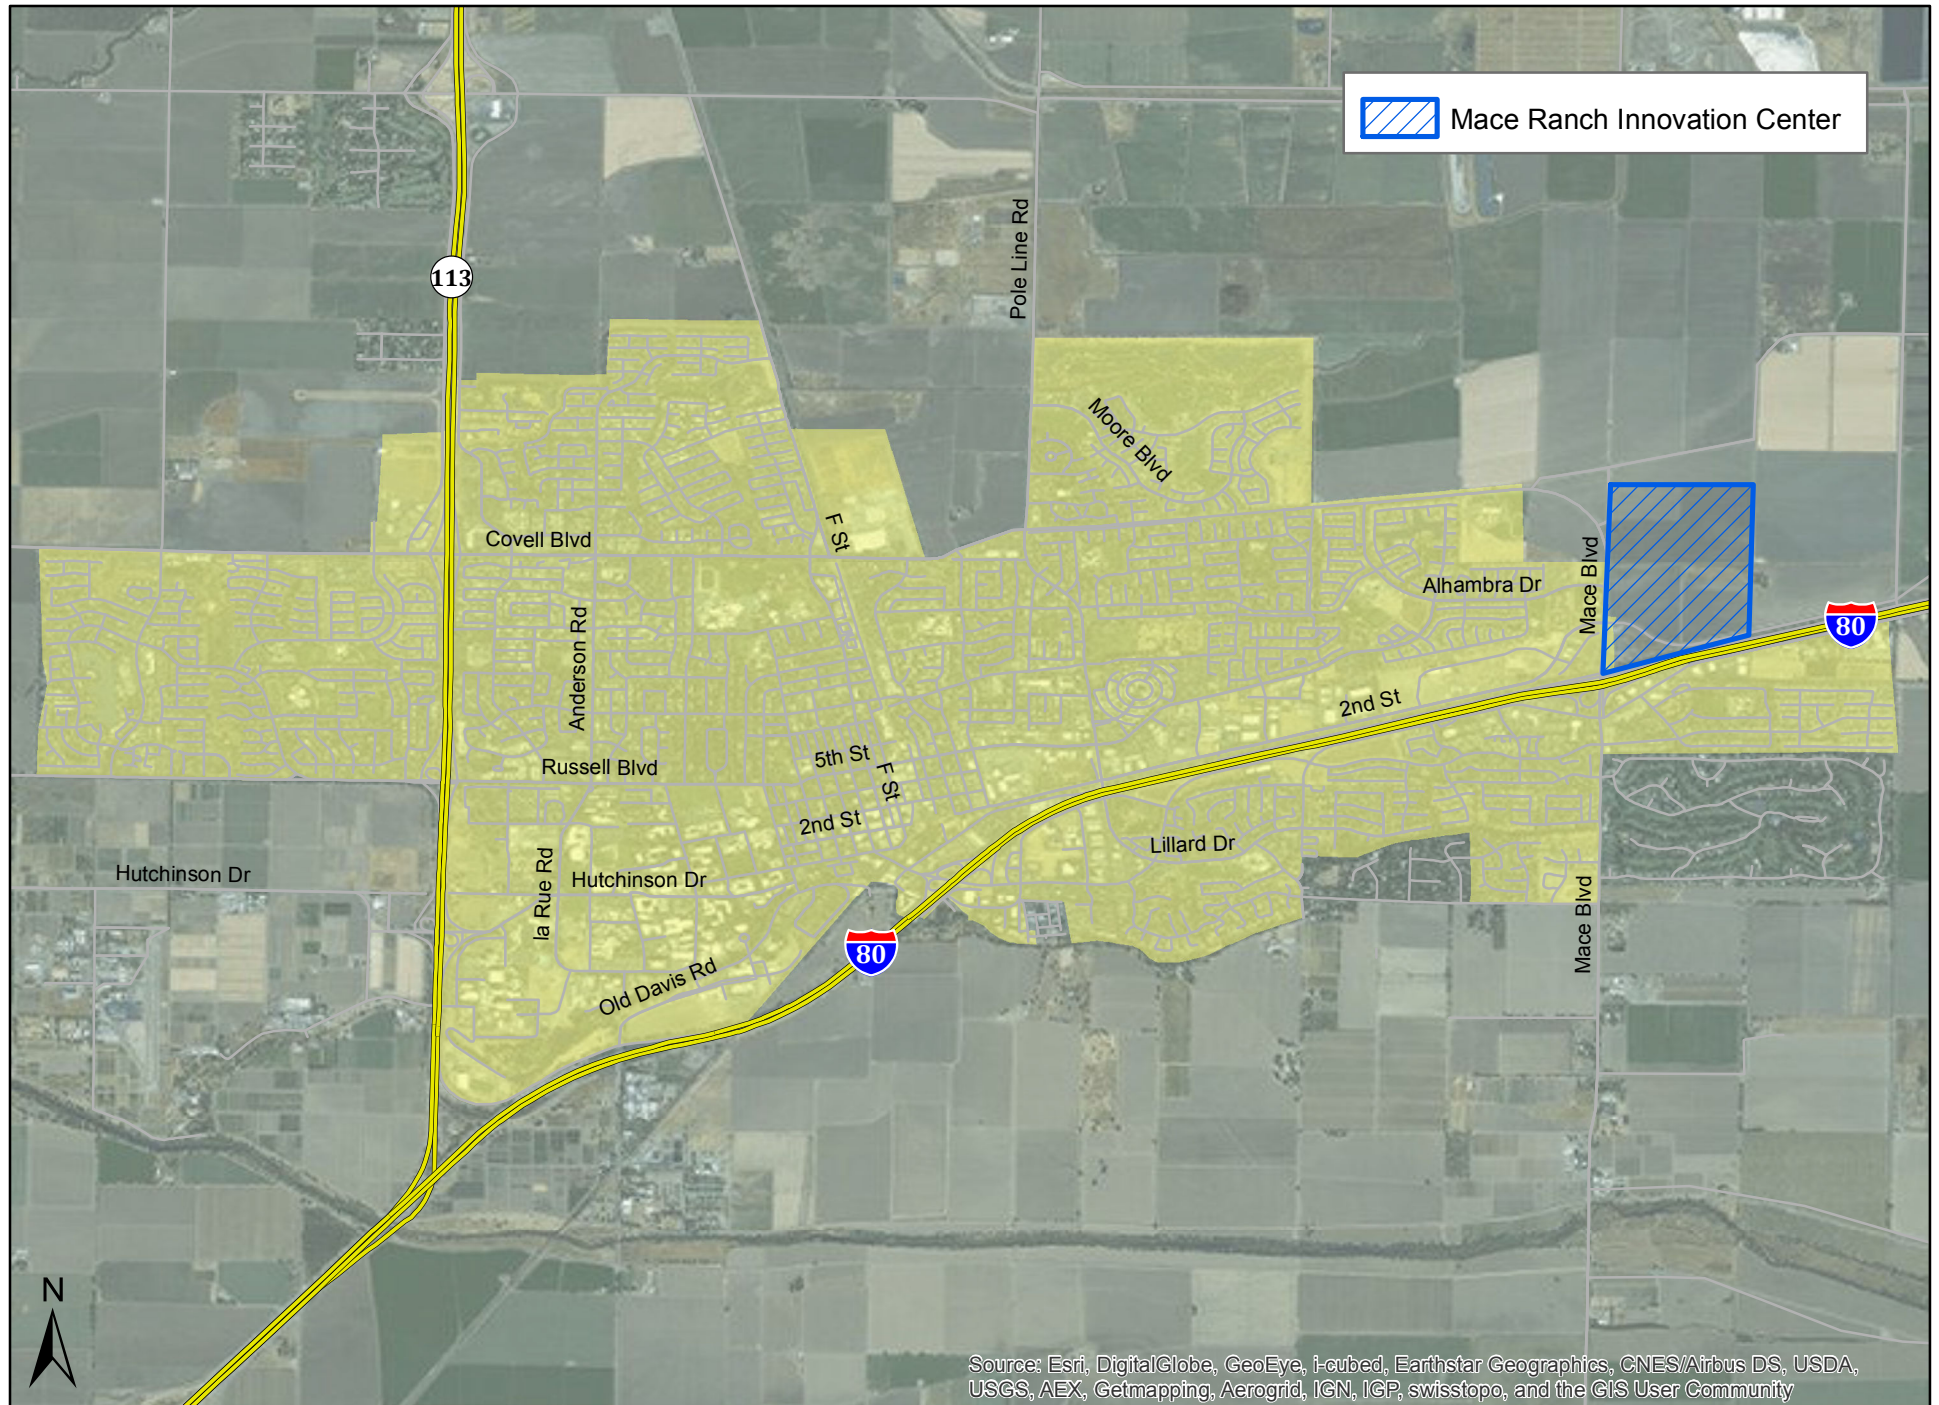 Mace Ranch Innovation Center
Pole Line Rd
113
Moore Blvd
F St
Covell Blvd
Mace Blvd
Alhambra Dr
80
Anderson Rd
2nd St
5th St
Russell Blvd
F St
2nd St
Lillard Dr
Hutchinson Dr
Hutchinson Dr
la Rue Rd
Mace Blvd
80
Old Davis Rd
N
Source: Esri, DigitalGlobe, GeoEye, i-cubed, Earthstar Geographics, CNES/Airbus DS, USDA,
USGS, AEX, Getmapping, Aerogrid, IGN, IGP, swisstopo, and the GIS User Community